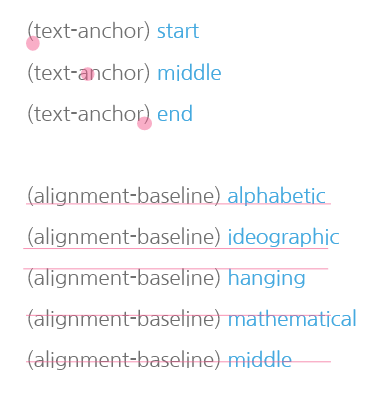 (text-anchor) start
(text-anchor) middle
(text-anchor) end
(alignment-baseline) alphabetic
(alignment-baseline) ideographic
(alignment-baseline) hanging
(alignment-baseline) mathematical
(alignment-baseline) middle